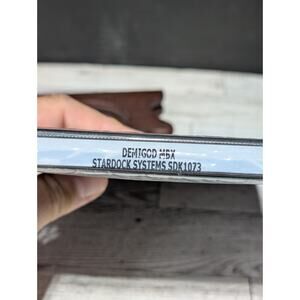 DEMIGOD MBX
STARDOCK SYSTEMS SDK1073